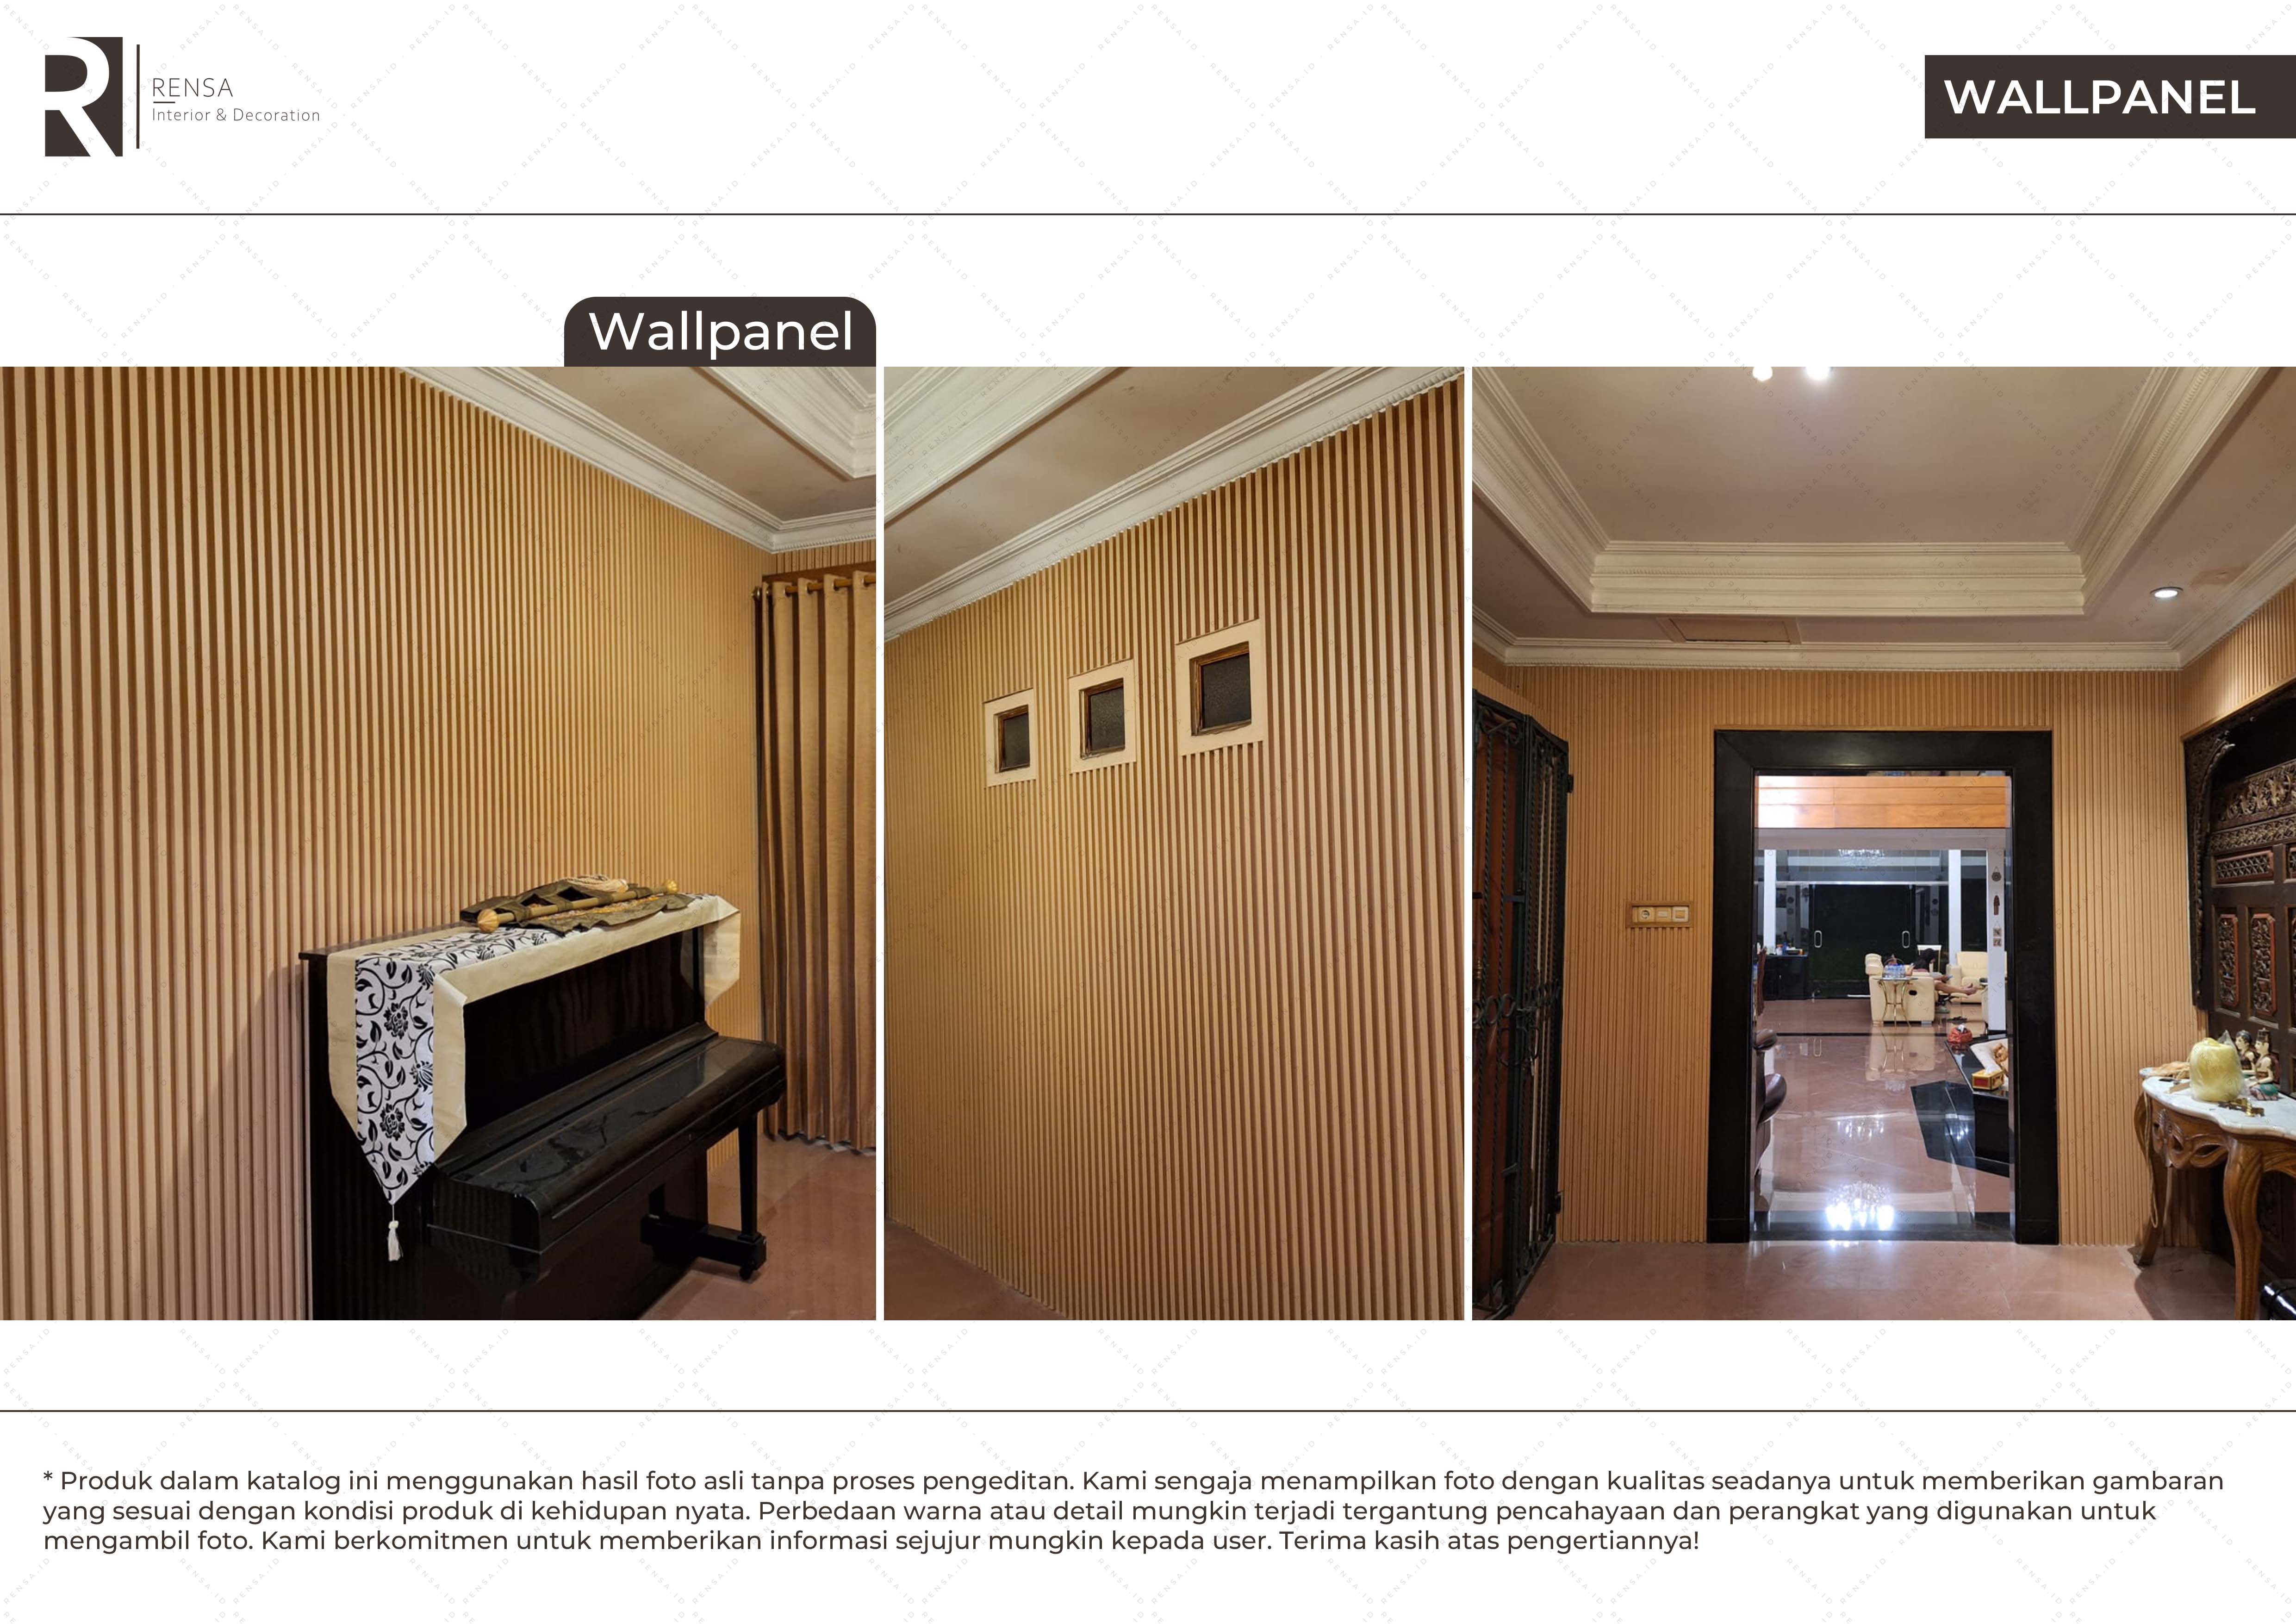 RENSA
Interior & Decoration
WALLPANEL
Wallpanel
* Produk dalam katalog ini menggunakan hasil foto asli tanpa proses pengeditan. Kami sengaja menampilkan foto dengan kualitas seadanya untuk memberikan gambaran
yang sesuai dengan kondisi produk di kehidupan nyata. Perbedaan warna atau detail mungkin terjadi tergantung pencahayaan dan perangkat yang digunakan untuk
mengambil foto. Kami berkomitmen untuk memberikan informasi sejujur mungkin kepada user. Terima kasih atas pengertiannya!
RENSA.ID